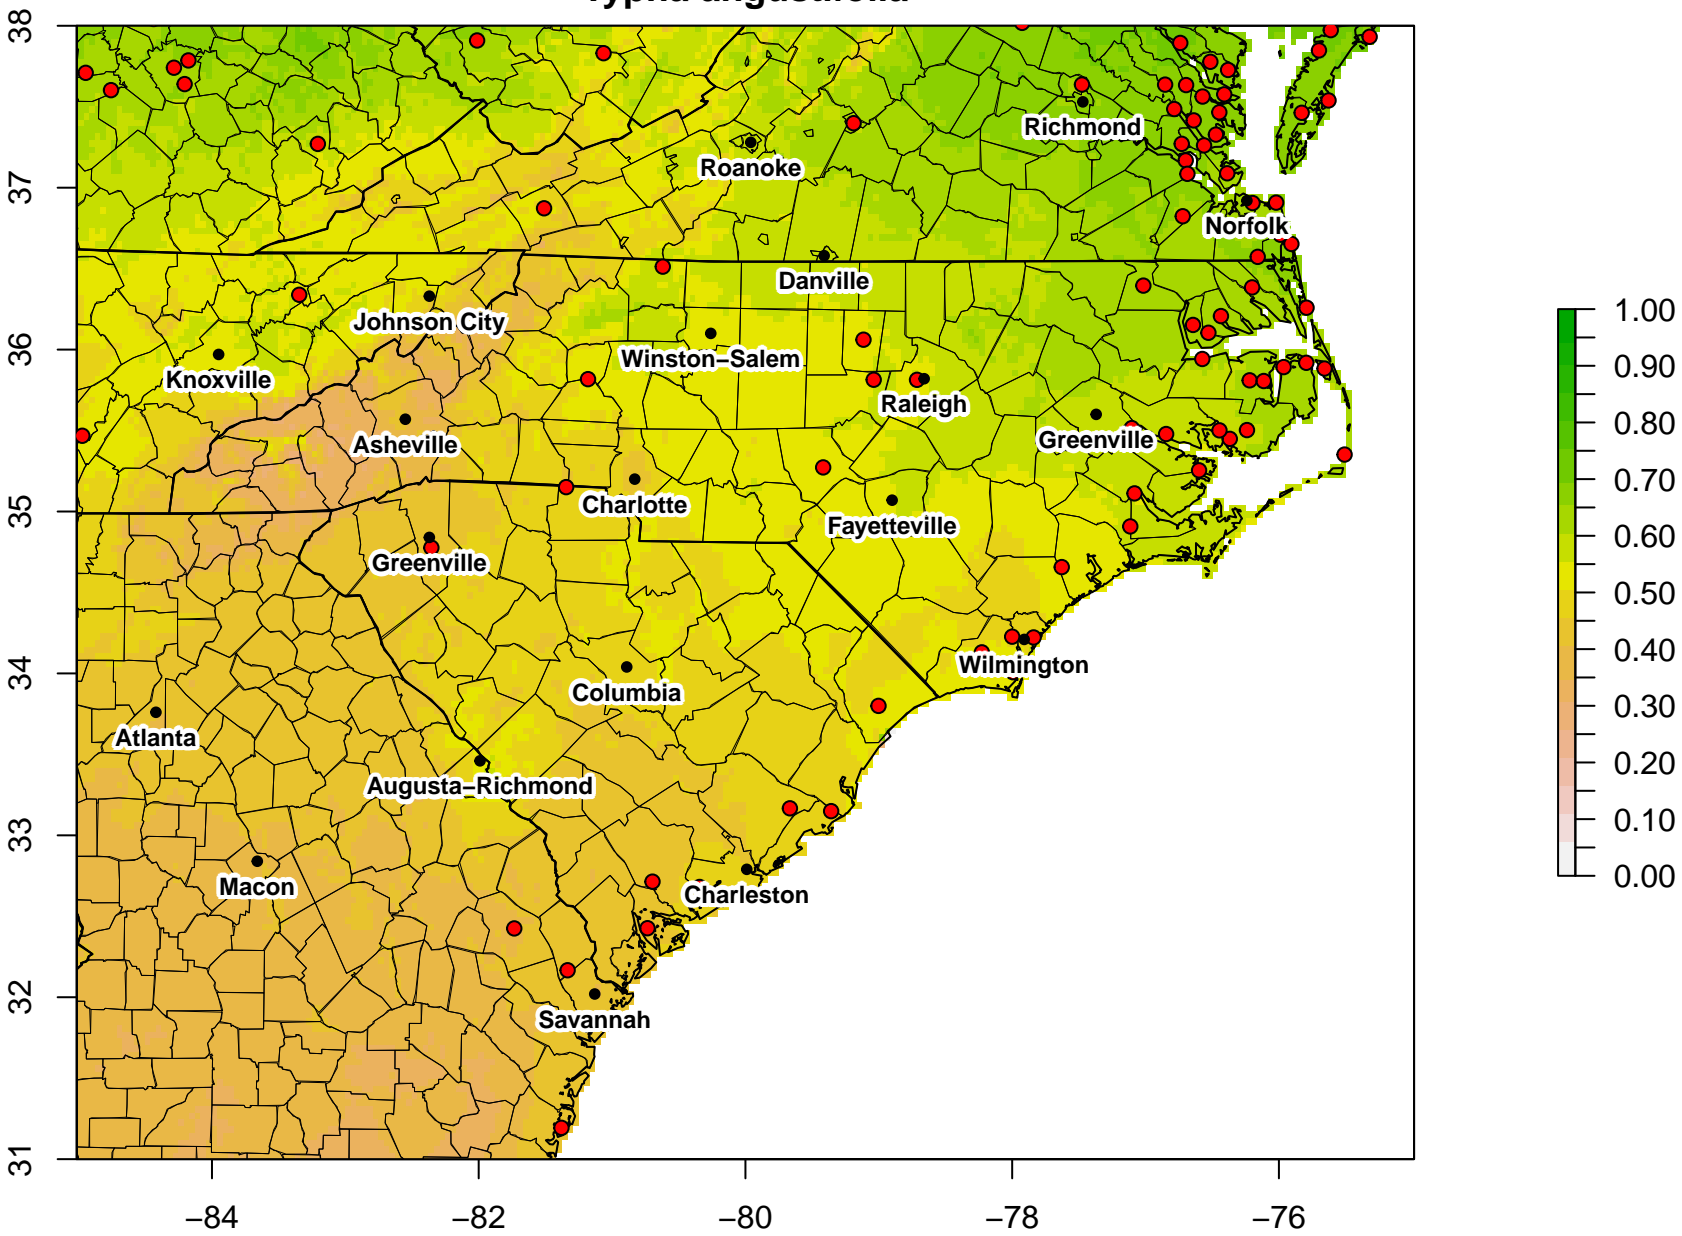 Typha angustifolia
38
Richmond
Roanoke
37
Norfolk
Danville
1.00
Johnson City
36
Winston–Salem
0.90
Knoxville
Raleigh
0.80
Greenville
Asheville
0.70
35
Charlotte
Fayetteville
0.60
Greenville
0.50
0.40
Wilmington
34
Columbia
0.30
Atlanta
0.20
Augusta–Richmond
0.10
33
0.00
Macon
Charleston
32
Savannah
31
−84
−82
−80
−78
−76